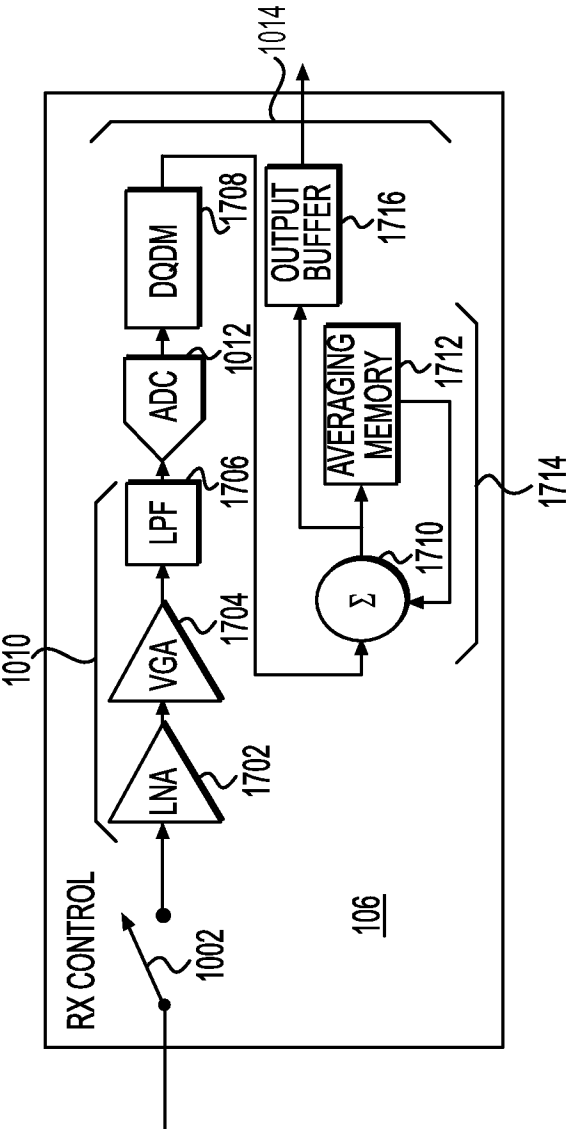 RX CONTROL
1002
1010
LNA
1702
VGA
1704
LPF
1706
ADC
1012
DQDM
1708
1014
Σ
1710
AVERAGING
MEMORY
1712
1714
OUTPUT
BUFFER
1716
106